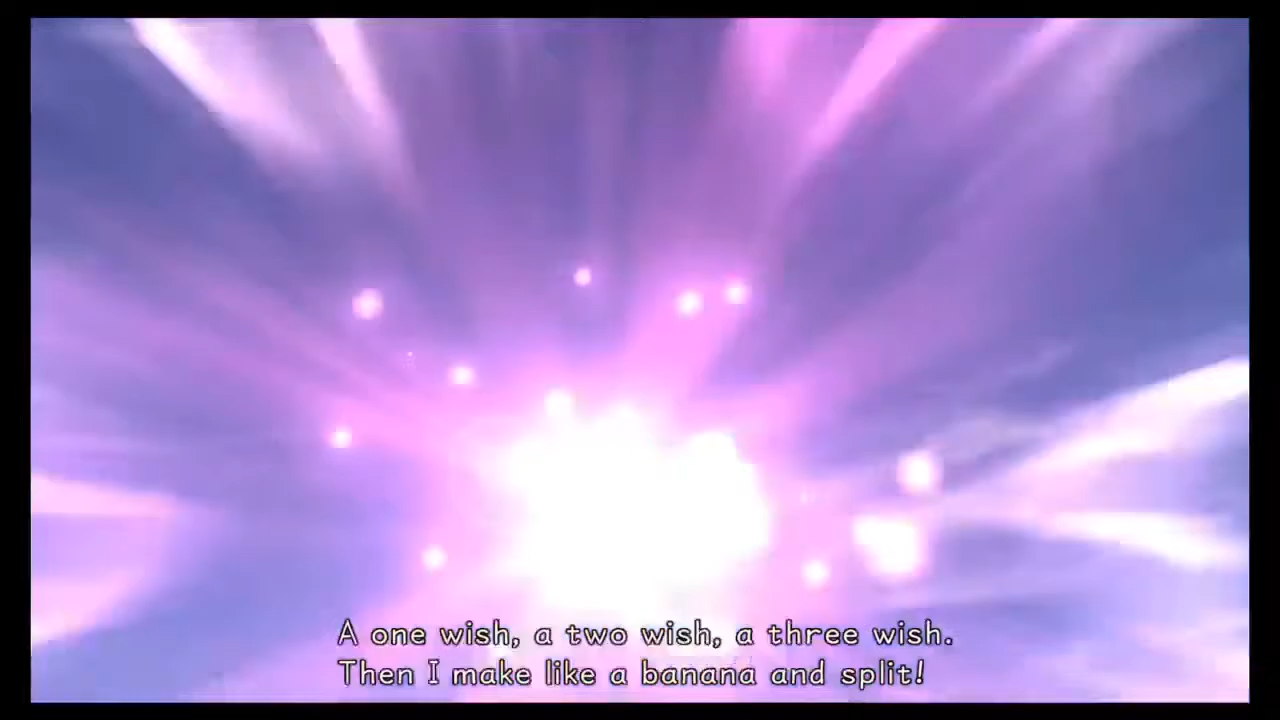 A one wish, a two wish, a three wish.
Then I make like a banana and split!